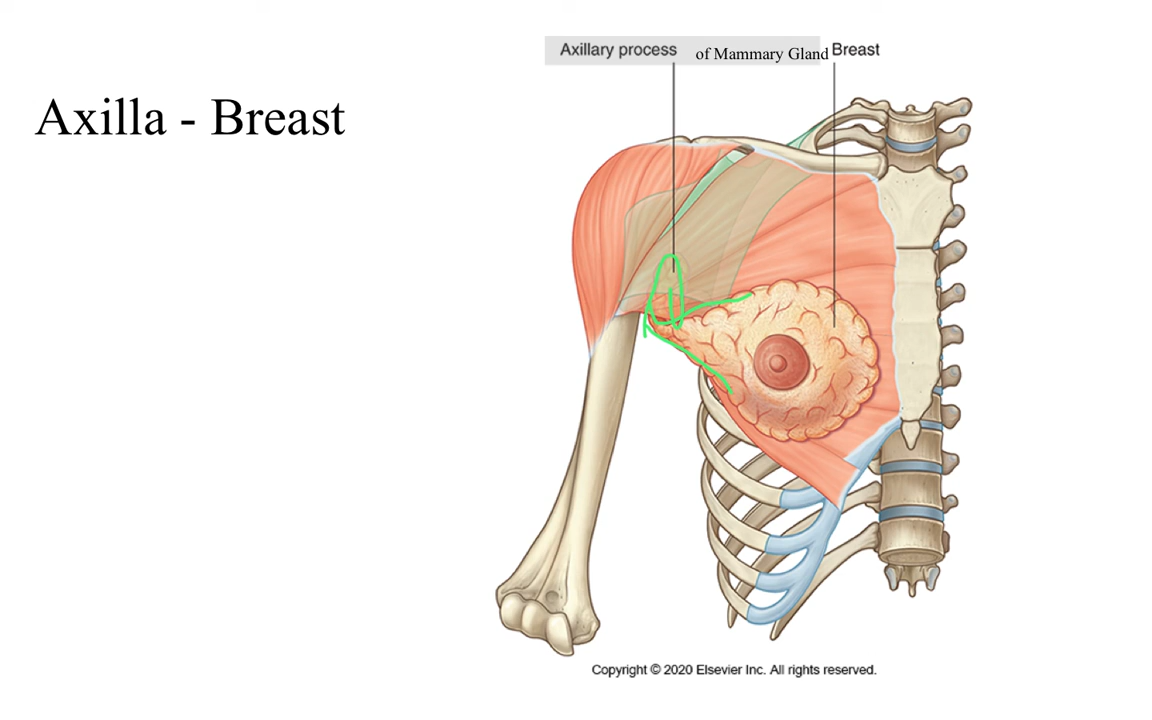 Axillary process of Mammary Gland Breast
Axilla - Breast
Copyright © 2020 Elsevier Inc. All rights reserved.